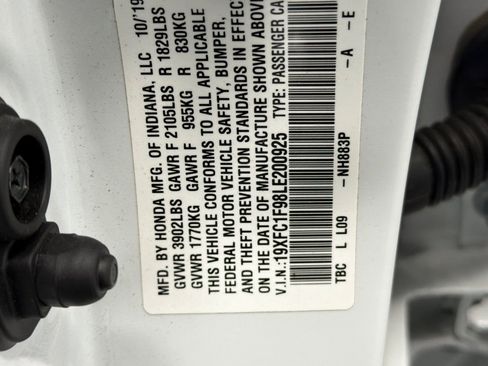 MFD. BY HONDA MFG. OF INDIANA, LLC 10/'19
GVWR 3902LBS GAWR F 2105LBS R 1829LBS
GVWR 1770KG GAWR F 955KG R 830KG
THIS VEHICLE CONFORMS TO ALL APPLICABLE
FEDERAL MOTOR VEHICLE SAFETY, BUMPER,
AND THEFT PREVENTION STANDARDS IN EFFEC
ON THE DATE OF MANUFACTURE SHOWN ABOVE
V.I.N.:19XFC1F98LE200925 TYPE: PASSENGER CA
TBC L L09 -NH883P -A -E